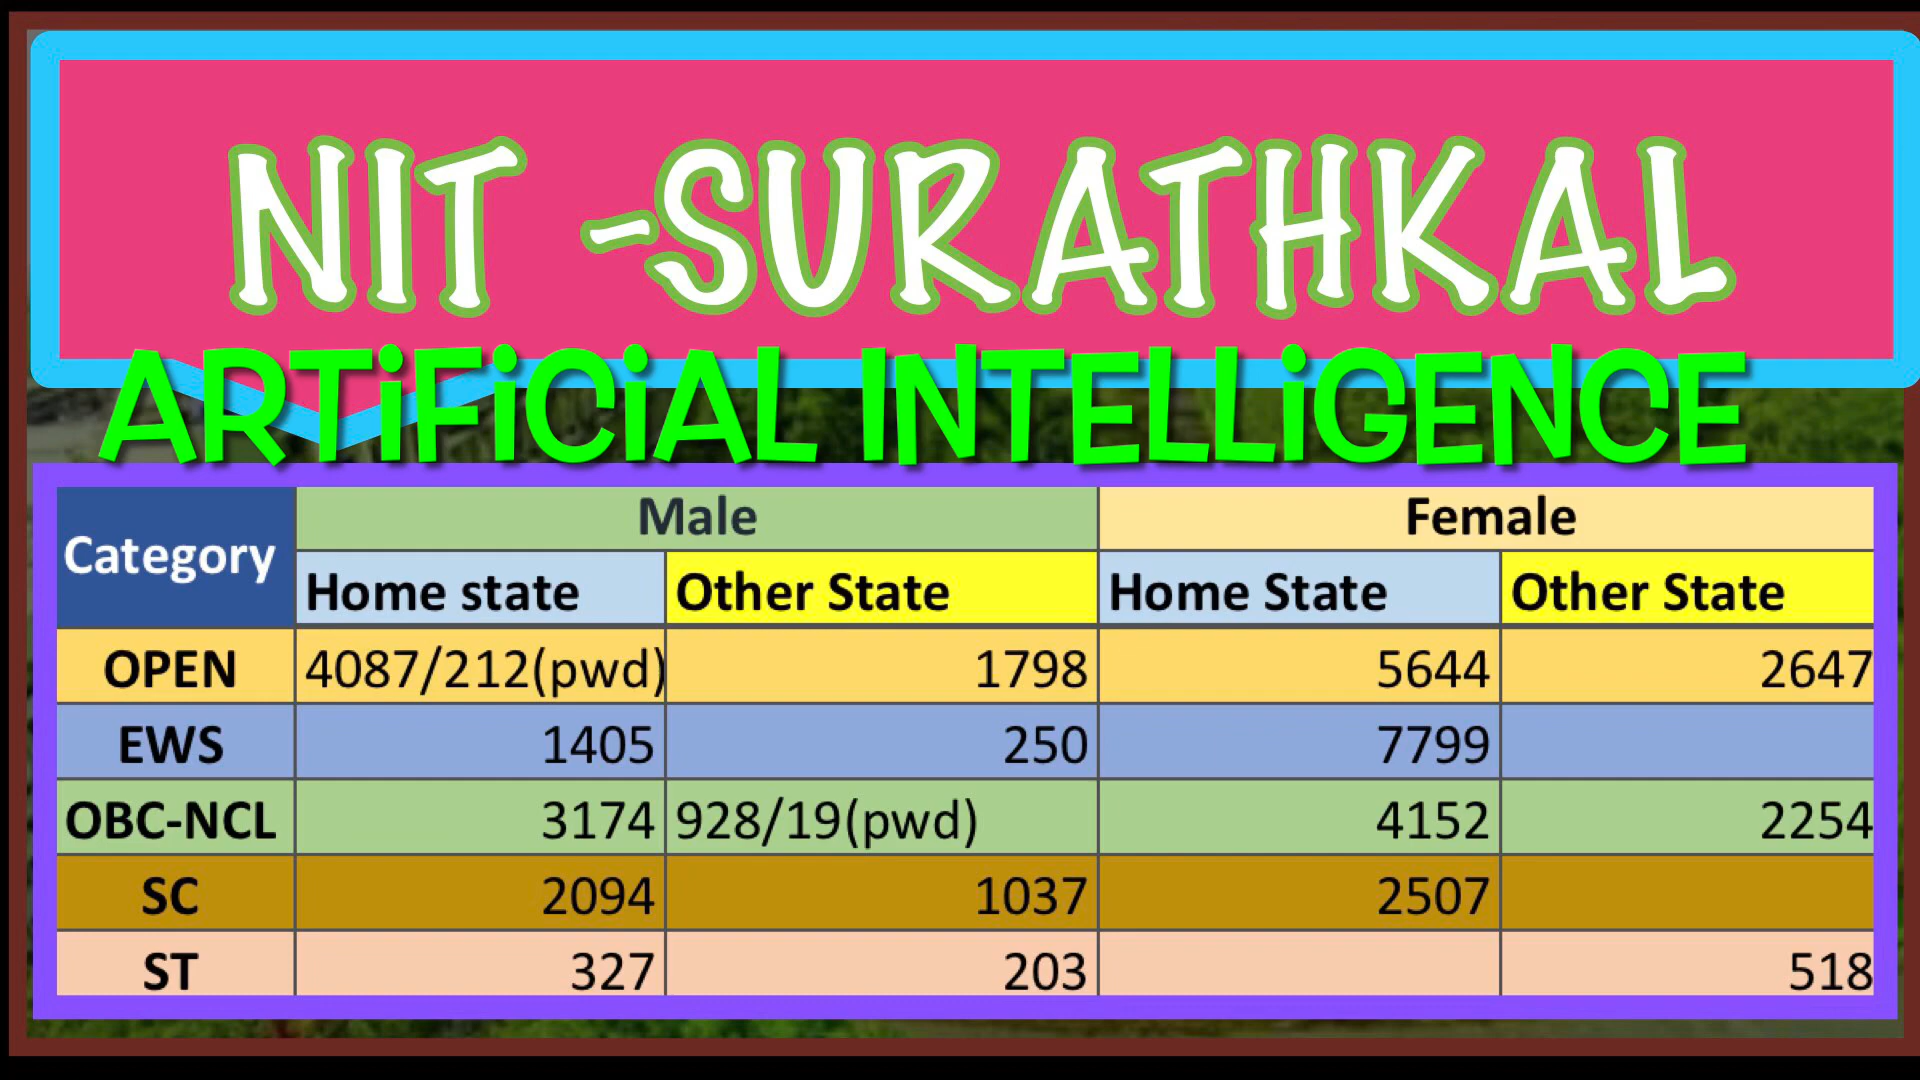 NIT -SURATHKAL
ARTiFiCiAL INTELLiGENCE
Category Male Female
Home state Other State Home State Other State
OPEN 4087/212(pwd) 1798 5644 2647
EWS 1405 250 7799
OBC-NCL 3174 928/19(pwd) 4152 2254
SC 2094 1037 2507
ST 327 203 518